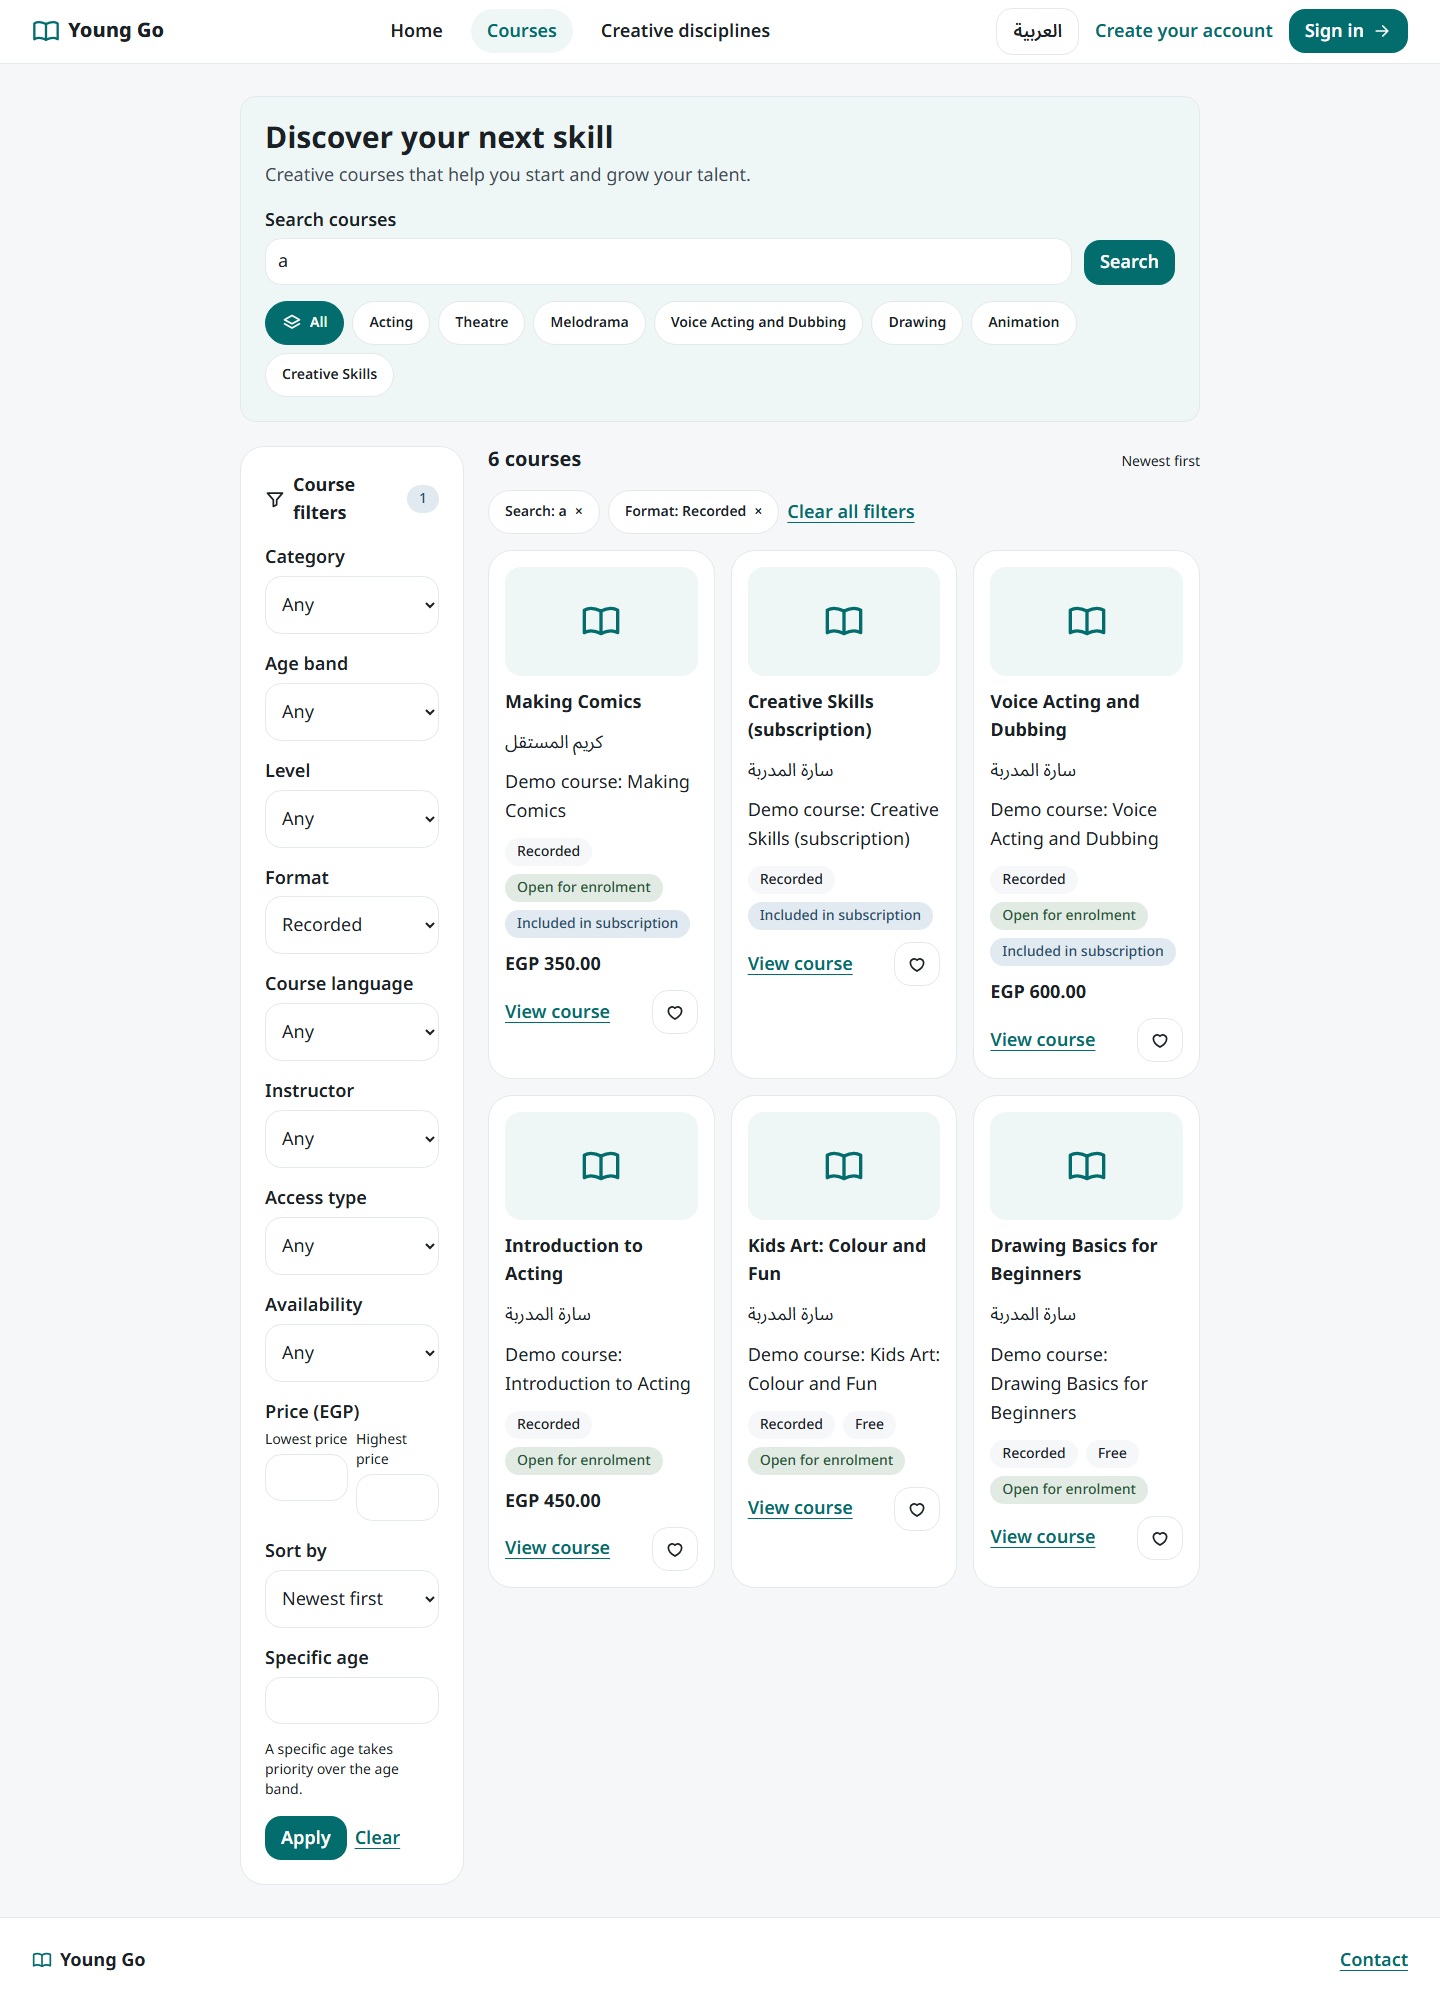 Young Go
Home
Courses
Creative disciplines
العربية
Create your account
Sign in
Discover your next skill
Creative courses that help you start and grow your talent.
Search courses
a
Search
All
Acting
Theatre
Melodrama
Voice Acting and Dubbing
Drawing
Animation
Creative Skills
Course
filters
1
Category
Any
Age band
Any
Level
Any
Format
Recorded
Course language
Any
Instructor
Any
Access type
Any
Availability
Any
Price (EGP)
Lowest price
Highest
price
Sort by
Newest first
Specific age
A specific age takes
priority over the age
band.
Apply
Clear
6 courses
Newest first
Search: a ×
Format: Recorded ×
Clear all filters
Making Comics
كريم المستقل
Demo course: Making
Comics
Recorded
Open for enrolment
Included in subscription
EGP 350.00
View course
Creative Skills
(subscription)
سارة المدربة
Demo course: Creative
Skills (subscription)
Recorded
Included in subscription
View course
Voice Acting and
Dubbing
سارة المدربة
Demo course: Voice
Acting and Dubbing
Recorded
Open for enrolment
Included in subscription
EGP 600.00
View course
Introduction to
Acting
سارة المدربة
Demo course:
Introduction to Acting
Recorded
Open for enrolment
EGP 450.00
View course
Kids Art: Colour and
Fun
سارة المدربة
Demo course: Kids Art:
Colour and Fun
Recorded
Free
Open for enrolment
View course
Drawing Basics for
Beginners
سارة المدربة
Demo course:
Drawing Basics for
Beginners
Recorded
Free
Open for enrolment
View course
Young Go
Contact